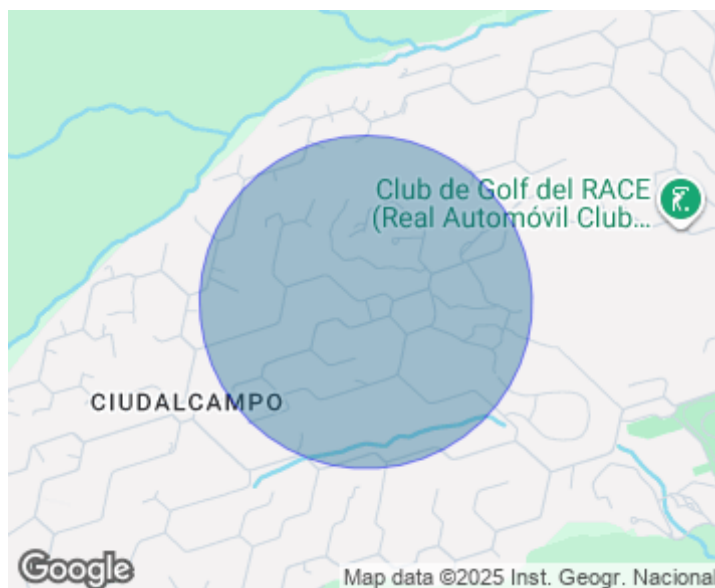 Club de Golf del RACE
(Real Automóvil Club...
CIUDALCAMPO
Google
Map data ©2025 Inst. Geogr. Nacional